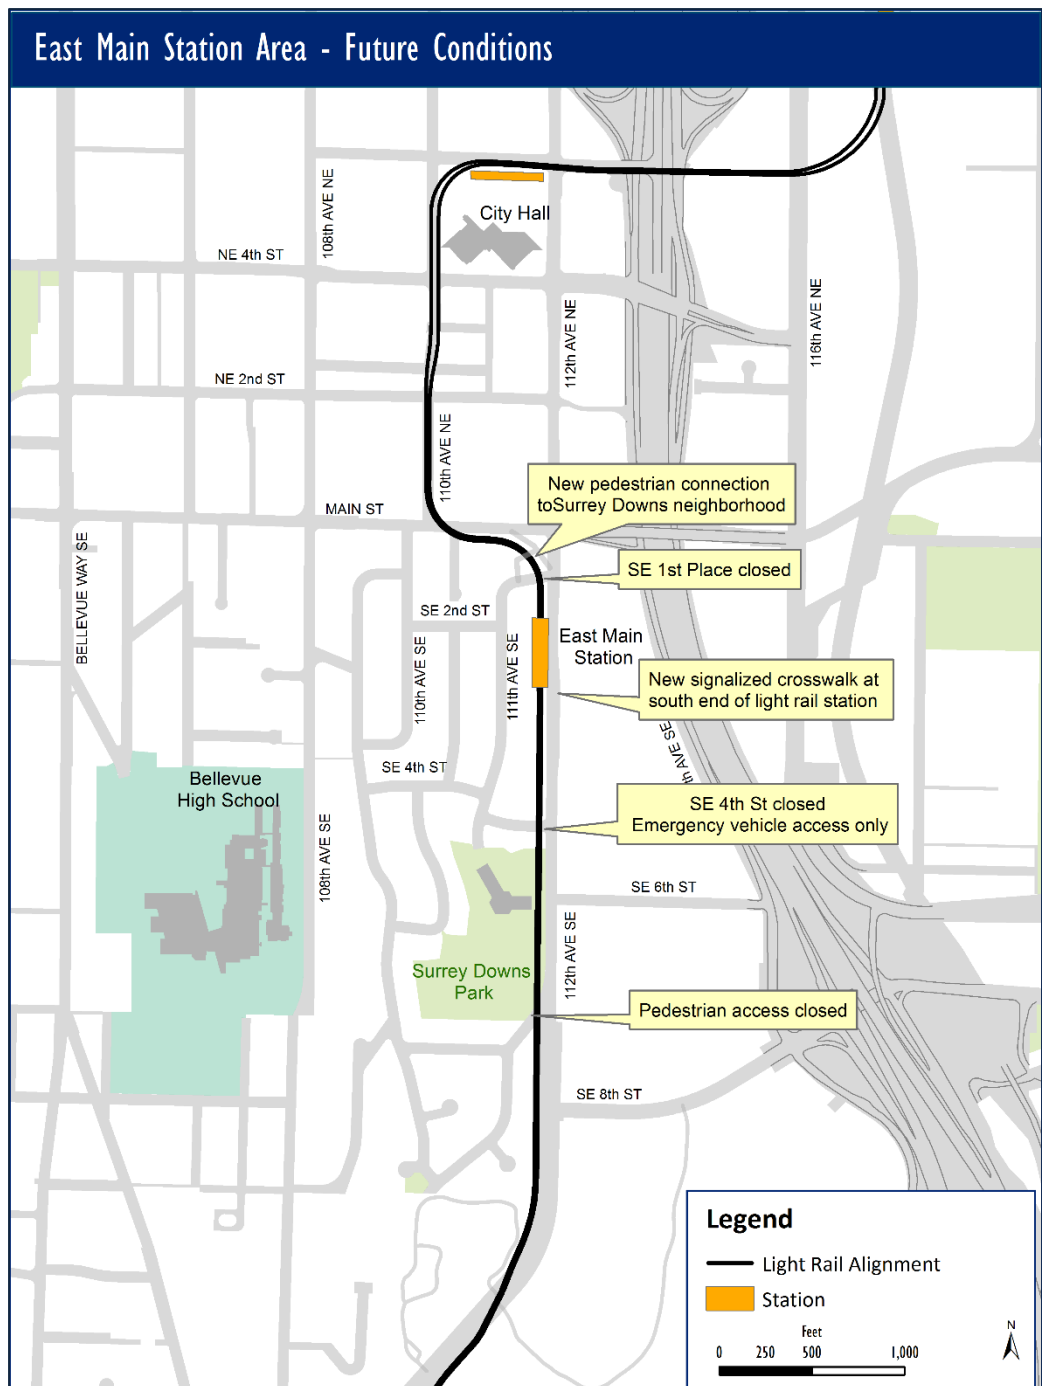 East Main Station Area - Future Conditions
108th AVE NE
City Hall
NE 4th ST
112th AVE NE
116th AVE NE
NE 2nd ST
110th AVE NE
New pedestrian connection
toSurrey Downs neighborhood
MAIN ST
BELLEVUE WAY SE
SE 1st Place closed
SE 2nd ST
East Main
Station
110th AVE SE
111th AVE SE
New signalized crosswalk at
south end of light rail station
th AVE SE
SE 4th ST
Bellevue
High School
SE 4th St closed
Emergency vehicle access only
108th AVE SE
SE 6th ST
112th AVE SE
Surrey Downs
Park
Pedestrian access closed
SE 8th ST
Legend
Light Rail Alignment
Station
Feet
0 250 500 1,000
N